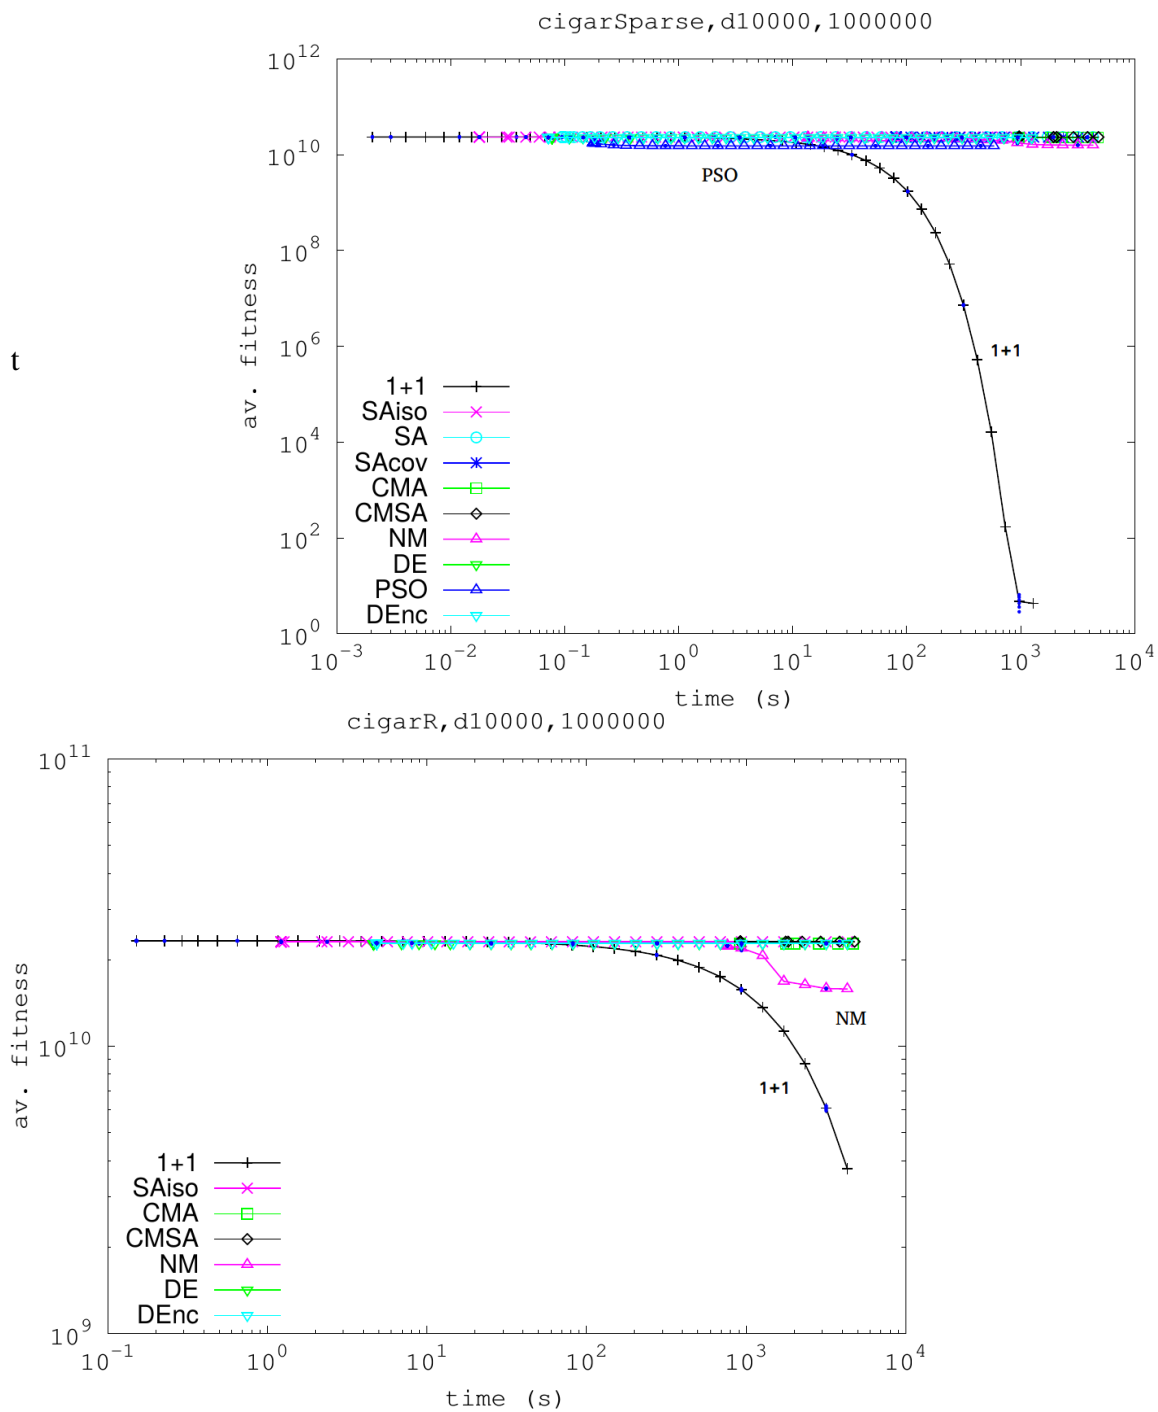 cigarSparse,d10000,1000000
10^12
10^10
10^8
10^6
10^4
10^2
10^0
av. fitness
t
PSO
1+1
1+1
SAiso
SA
SAcov
CMA
CMSA
NM
DE
PSO
DEnc
10^-3 10^-2 10^-1 10^0 10^1 10^2 10^3 10^4
time (s)
cigarR,d10000,1000000
10^11
10^10
10^9
av. fitness
NM
1+1
1+1
SAiso
CMA
CMSA
NM
DE
DEnc
10^-1 10^0 10^1 10^2 10^3 10^4
time (s)